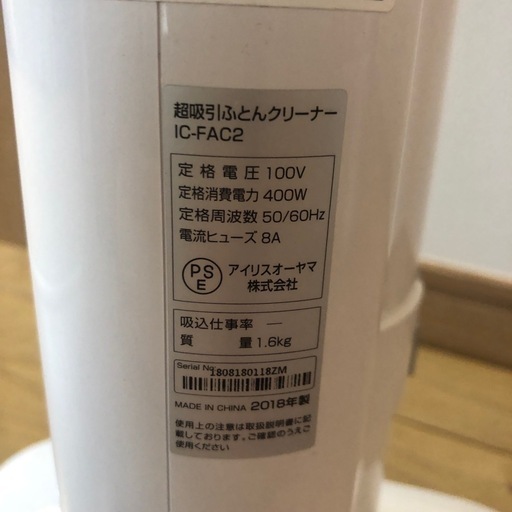 超吸引ふとんクリーナー
IC-FAC2
定格電圧 100V
定格消費電力 400W
定格周波数 50/60Hz
電流ヒューズ 8A
PS
E
アイリスオーヤマ
株式会社
吸込仕事率 —
質量 1.6kg
Serial No.
1808180118ZM
MADE IN CHINA 2018年製
使用上の注意は取扱説明書に記
載しております。ご確認のうえご
使用ください